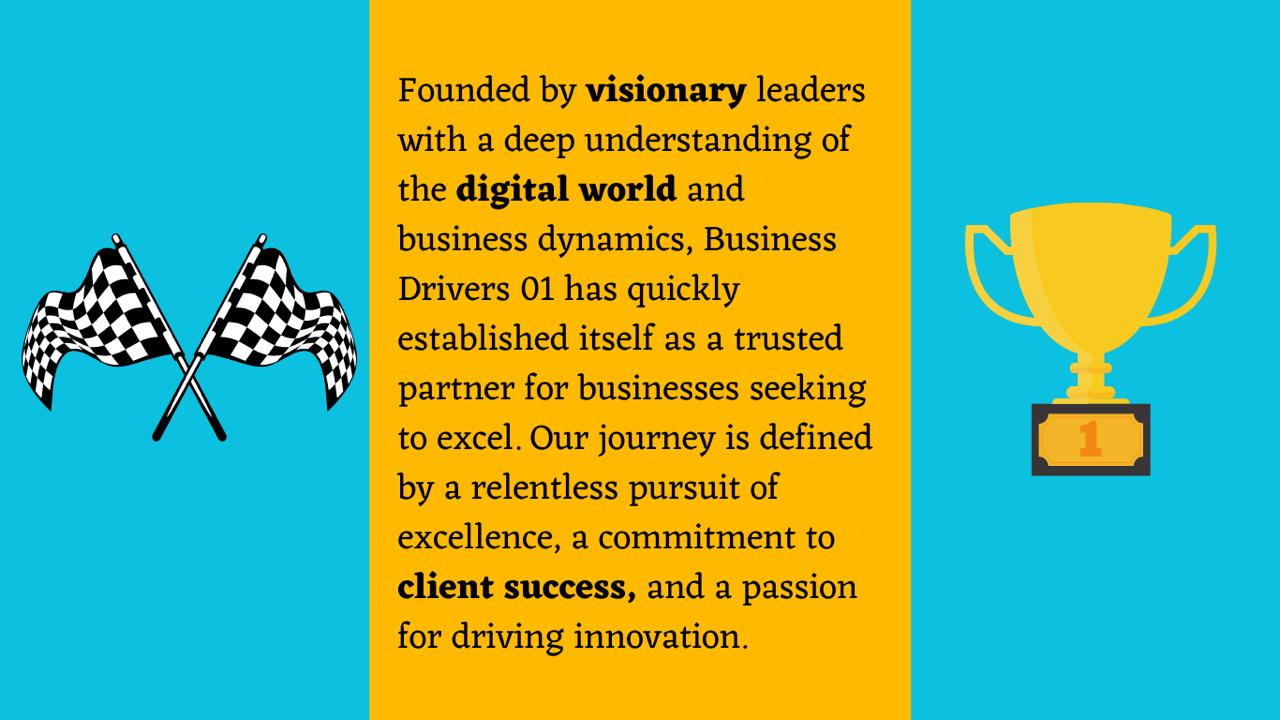 Founded by visionary leaders
with a deep understanding of
the digital world and
business dynamics, Business
Drivers 01 has quickly
established itself as a trusted
partner for businesses seeking
to excel. Our journey is defined
by a relentless pursuit of
excellence, a commitment to
client success, and a passion
for driving innovation.
1